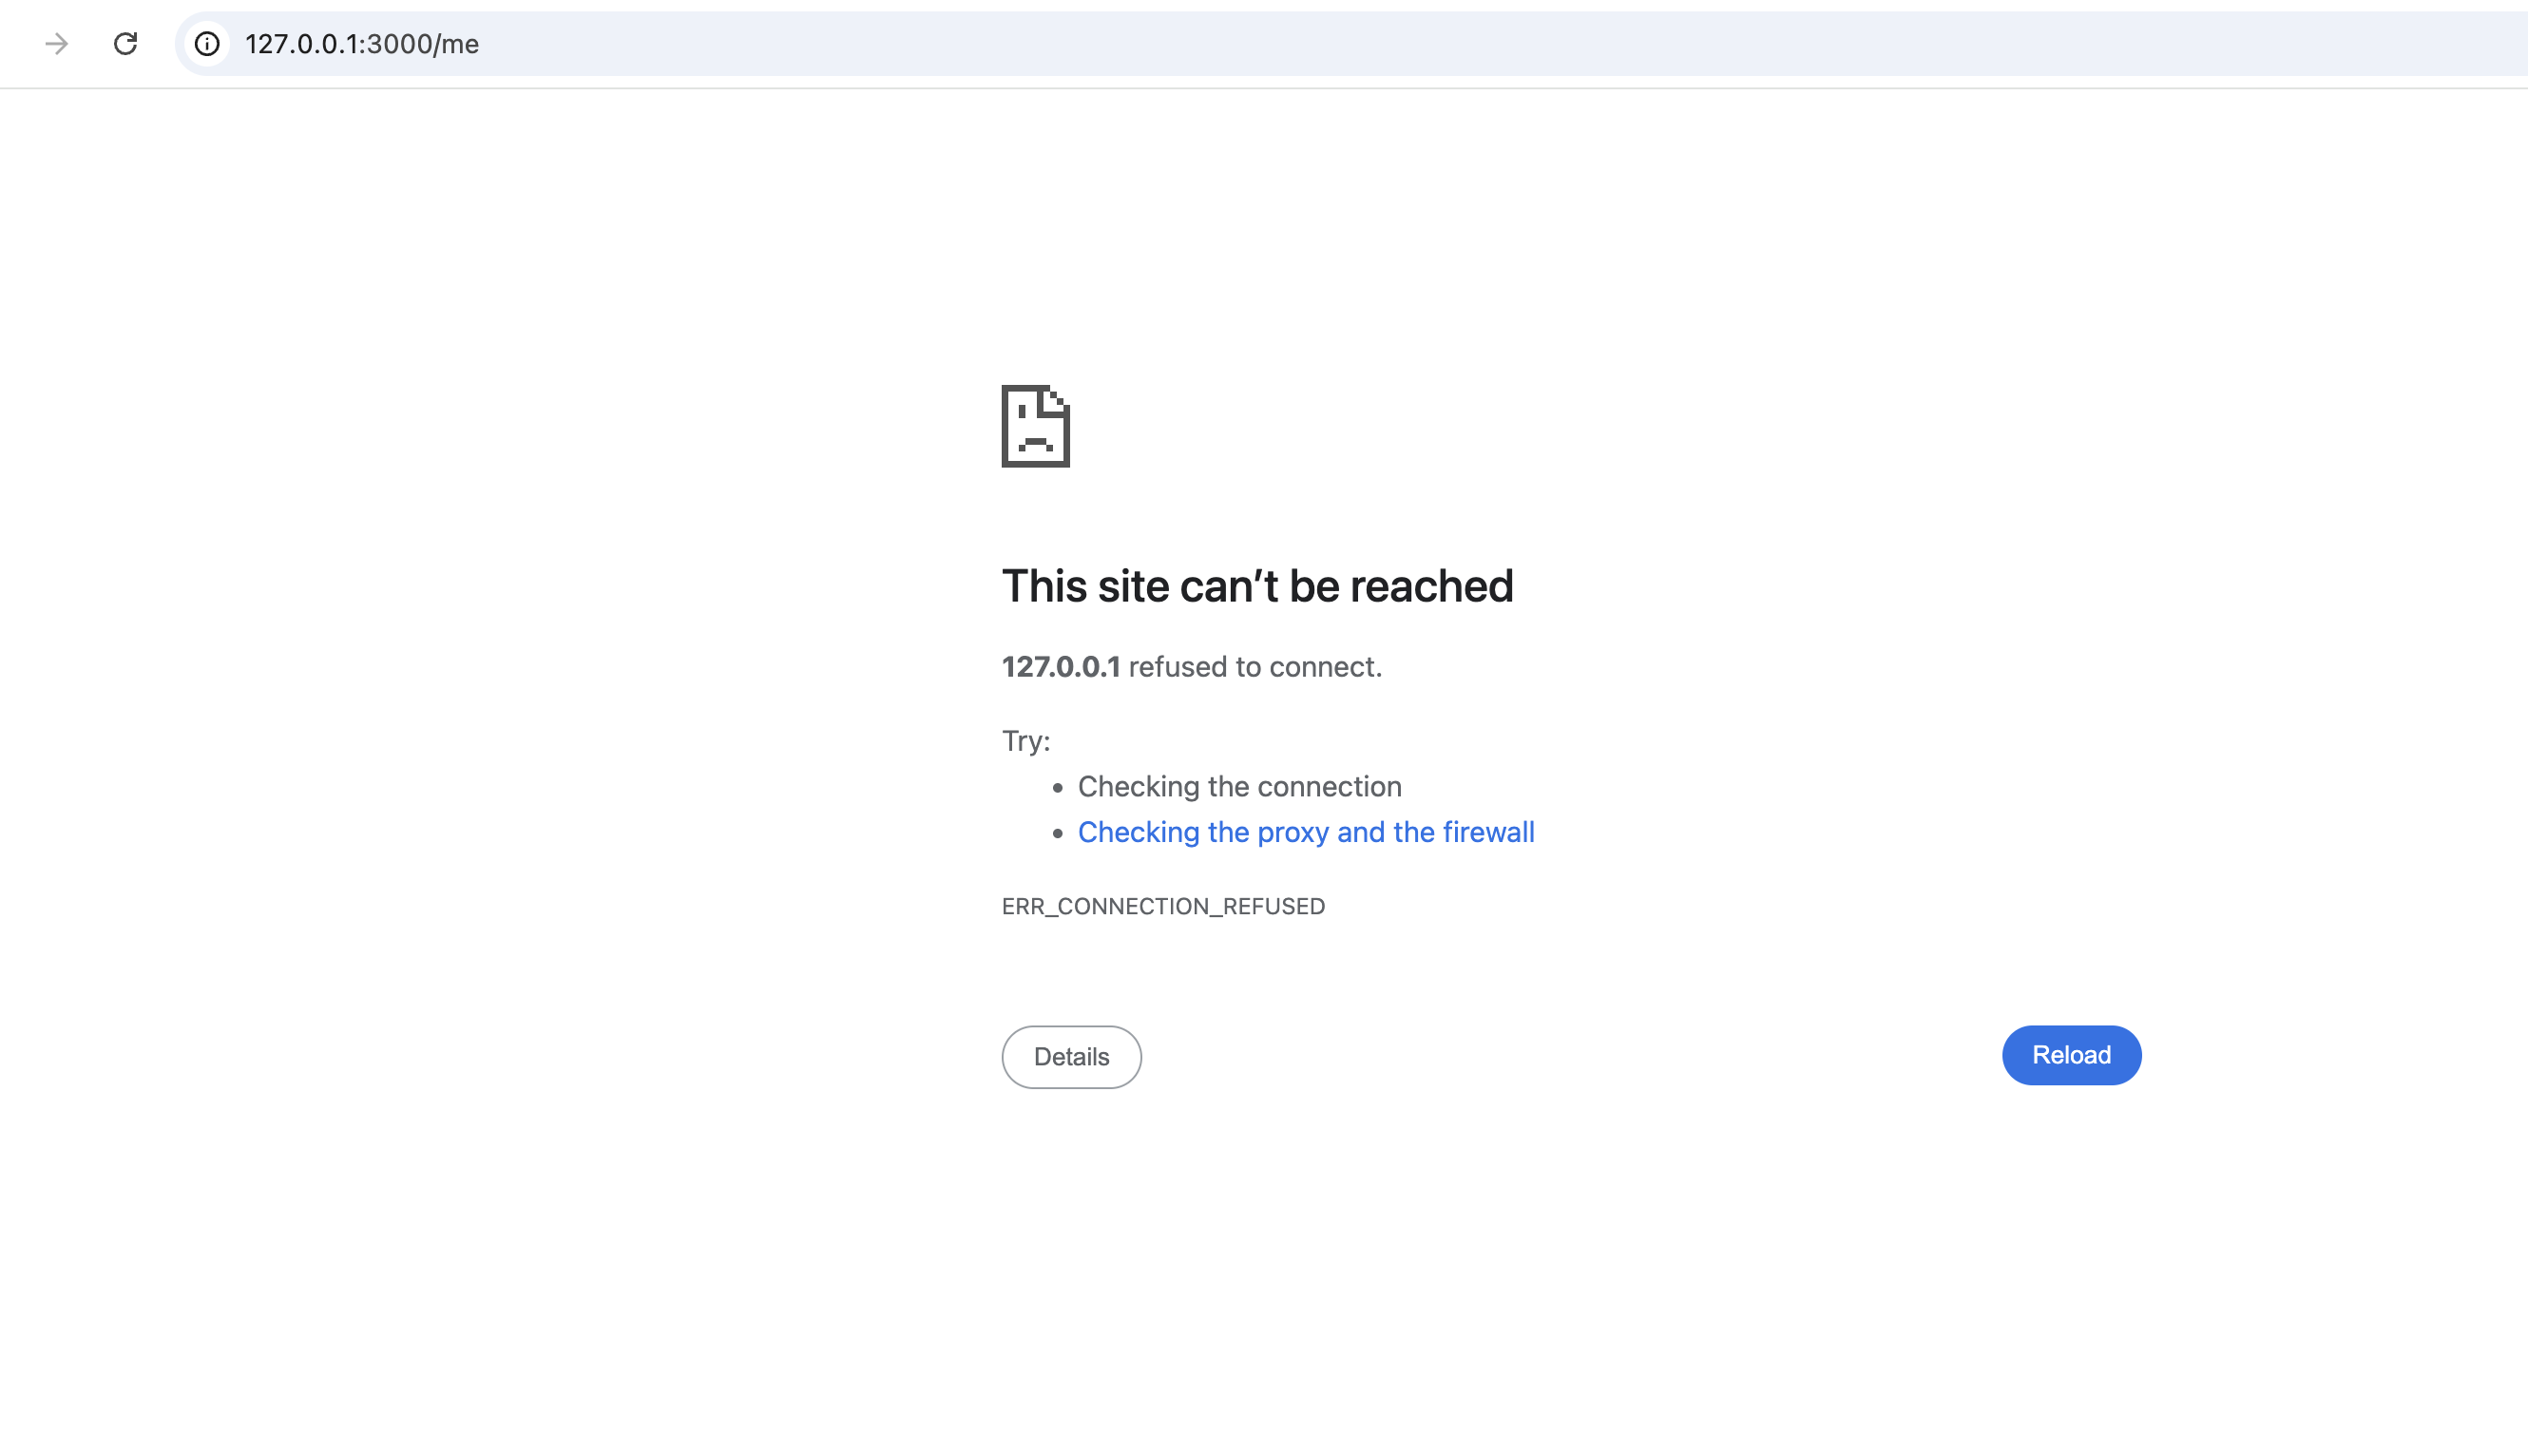 127.0.0.1:3000/me
This site can’t be reached
127.0.0.1 refused to connect.
Try:
• Checking the connection
• Checking the proxy and the firewall
ERR_CONNECTION_REFUSED
Details
Reload